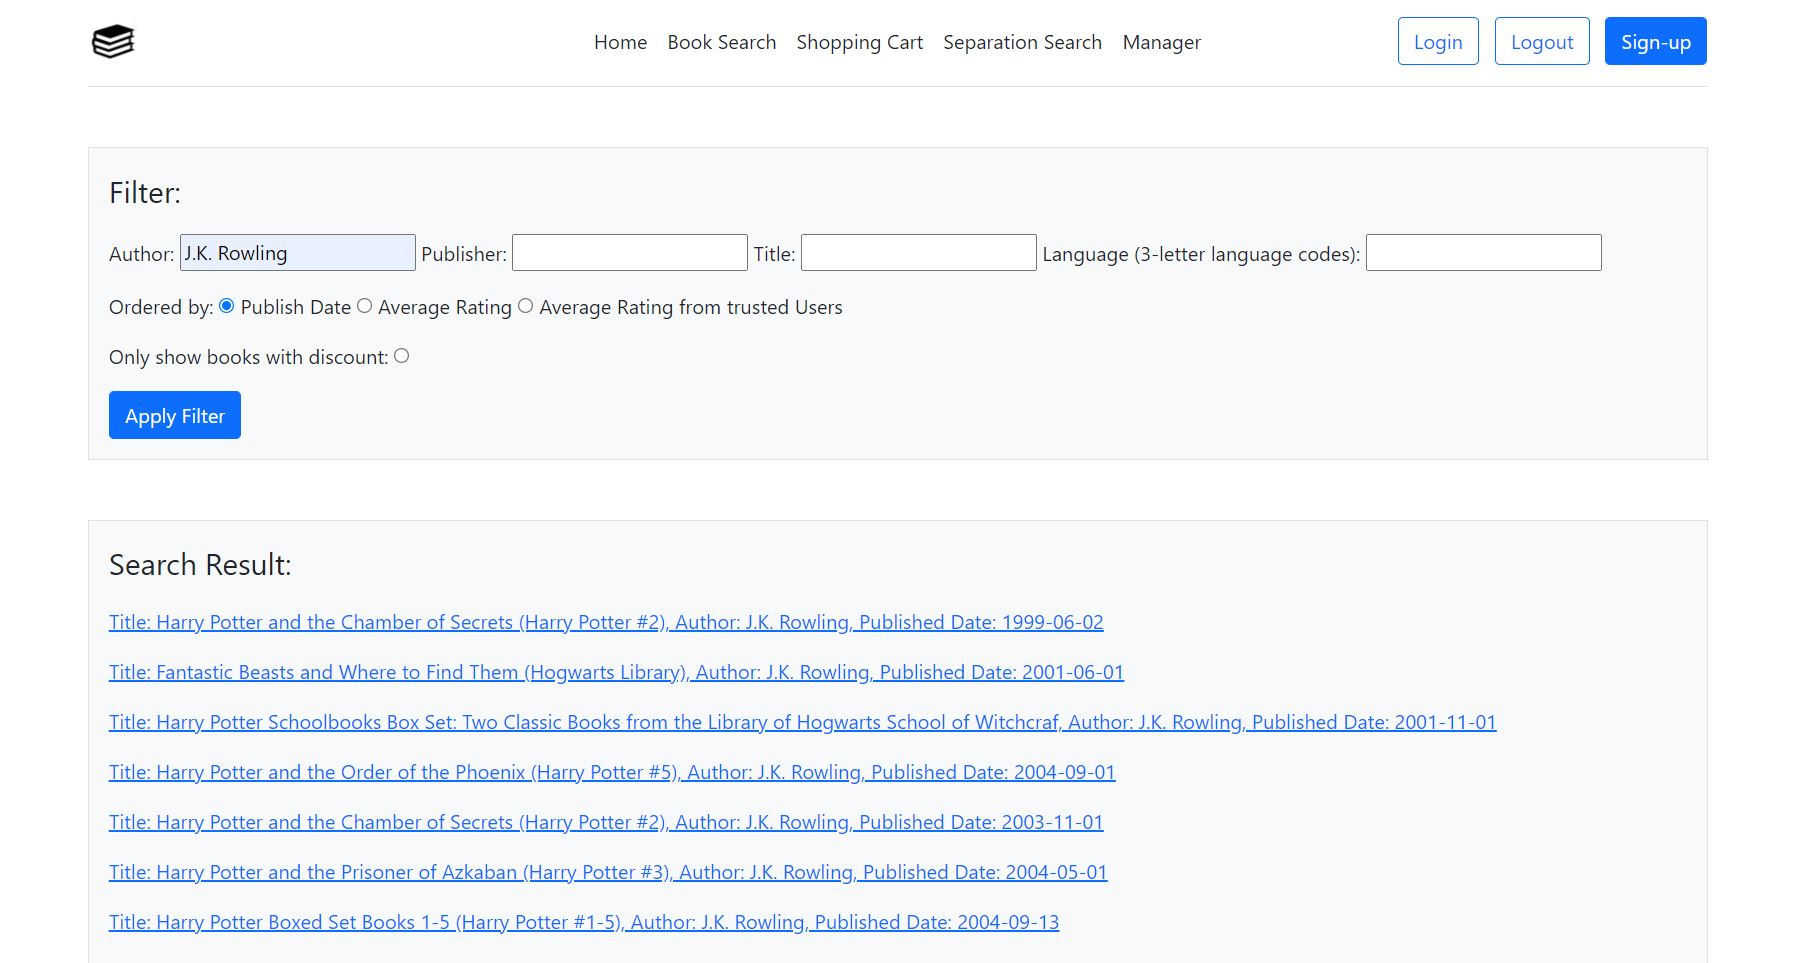 Home Book Search Shopping Cart Separation Search Manager Login Logout Sign-up
Filter:
Author: J.K. Rowling Publisher: Title: Language (3-letter language codes):
Ordered by: Publish Date Average Rating Average Rating from trusted Users
Only show books with discount:
Apply Filter
Search Result:
Title: Harry Potter and the Chamber of Secrets (Harry Potter #2), Author: J.K. Rowling, Published Date: 1999-06-02
Title: Fantastic Beasts and Where to Find Them (Hogwarts Library), Author: J.K. Rowling, Published Date: 2001-06-01
Title: Harry Potter Schoolbooks Box Set: Two Classic Books from the Library of Hogwarts School of Witchcraf, Author: J.K. Rowling, Published Date: 2001-11-01
Title: Harry Potter and the Order of the Phoenix (Harry Potter #5), Author: J.K. Rowling, Published Date: 2004-09-01
Title: Harry Potter and the Chamber of Secrets (Harry Potter #2), Author: J.K. Rowling, Published Date: 2003-11-01
Title: Harry Potter and the Prisoner of Azkaban (Harry Potter #3), Author: J.K. Rowling, Published Date: 2004-05-01
Title: Harry Potter Boxed Set Books 1-5 (Harry Potter #1-5), Author: J.K. Rowling, Published Date: 2004-09-13